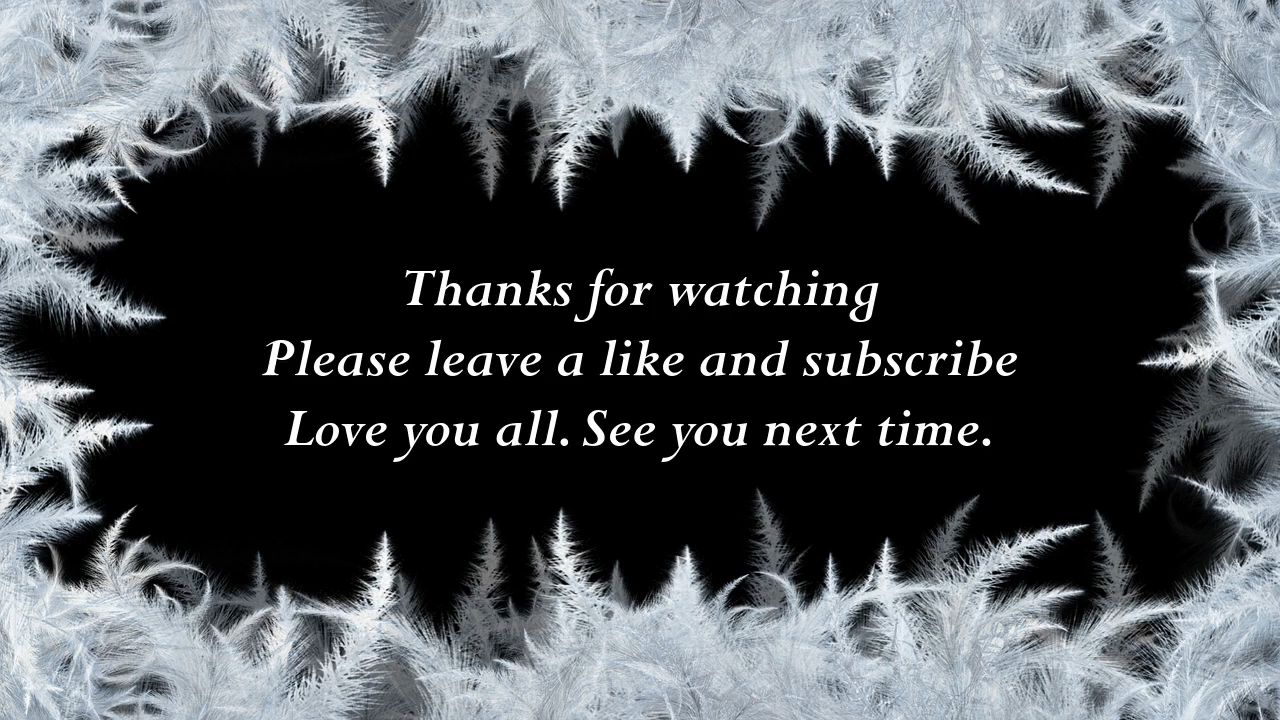 Thanks for watching
Please leave a like and subscribe
Love you all. See you next time.